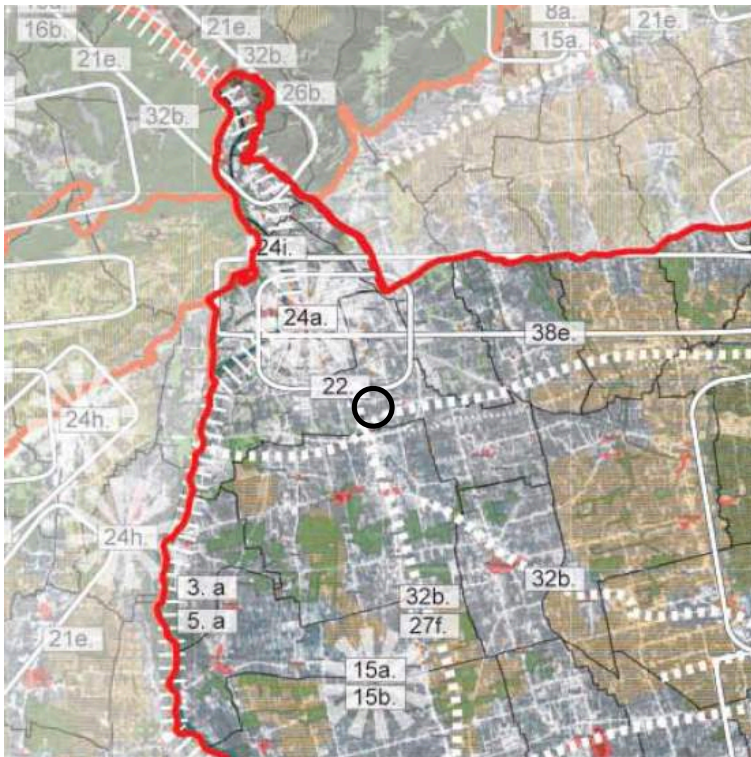 8a.
16b.
21e.
15a.
21e.
32b.
26b.
32b.
24i.
24a.
38e.
22.
24h.
24h.
3. a
5. a
32b.
32b.
27f.
21e.
15a.
15b.